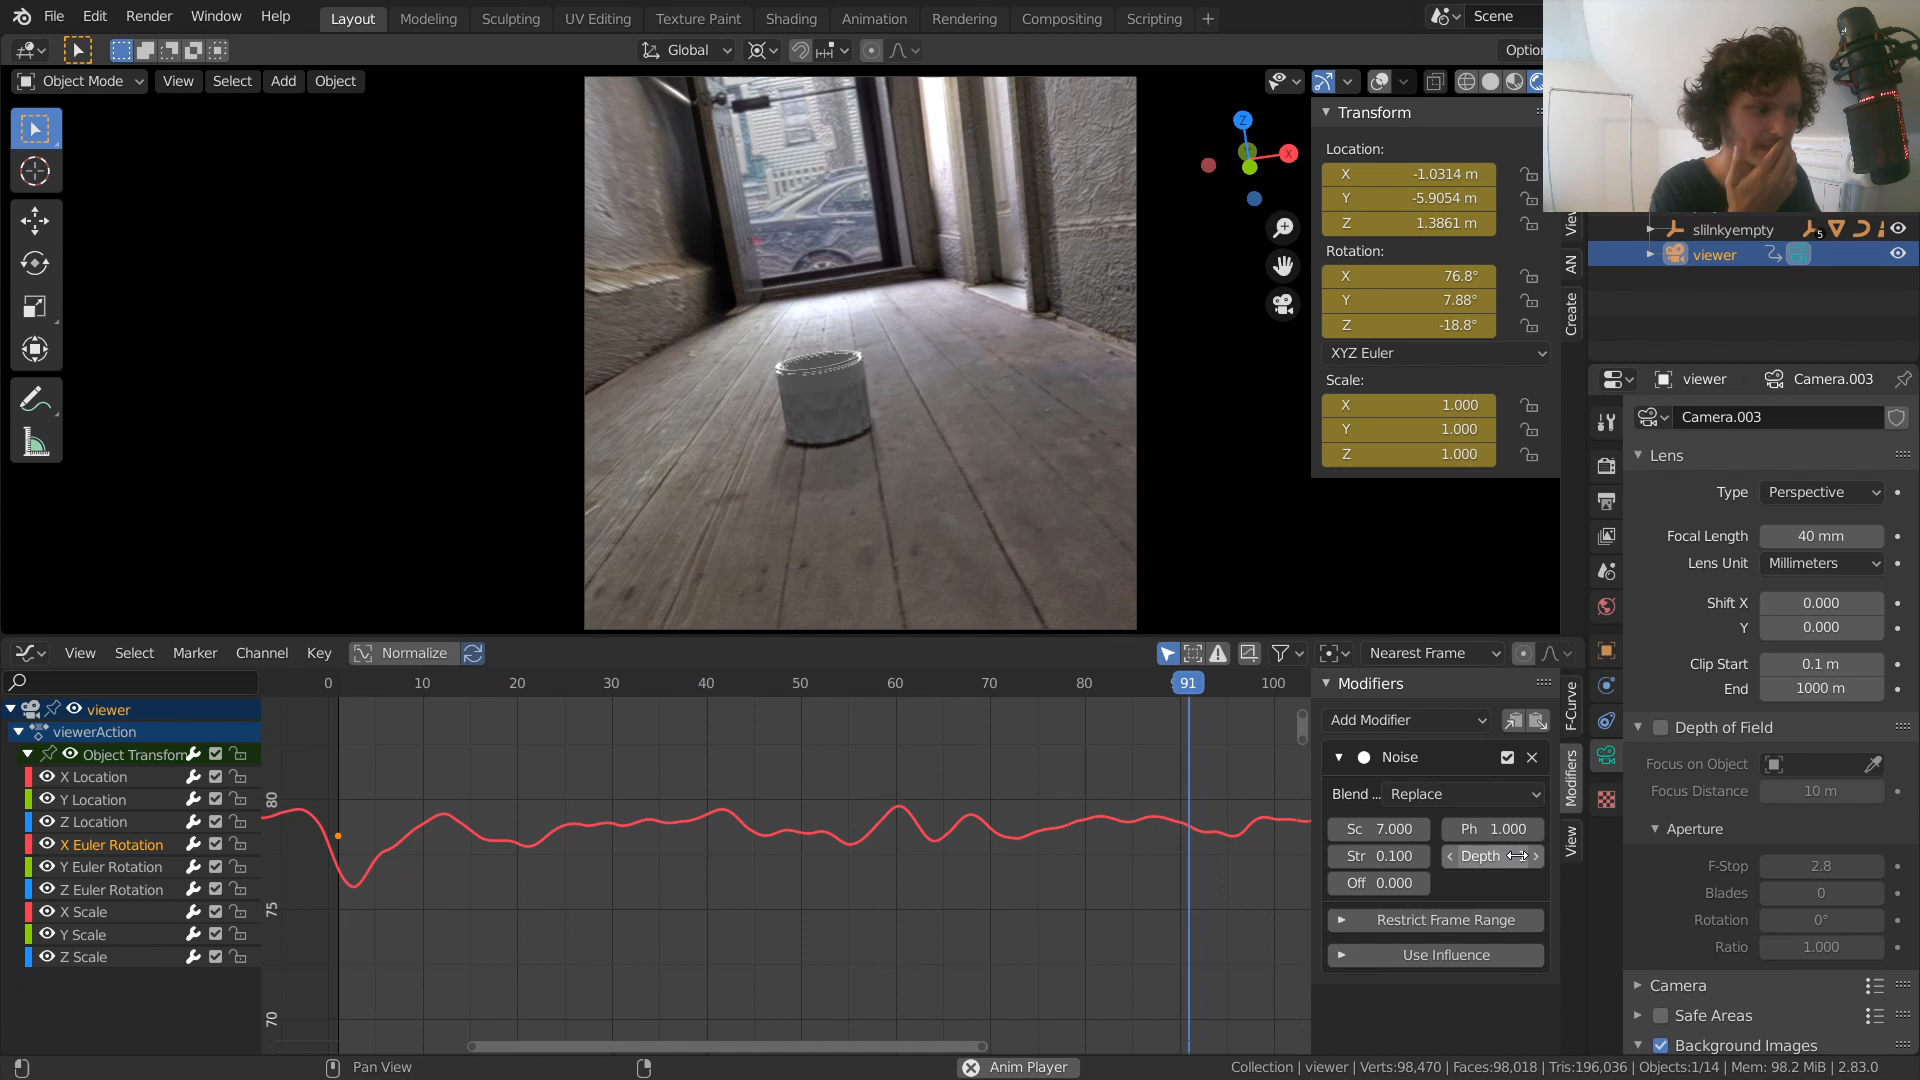 File Edit Render Window Help Layout Modeling Sculpting UV Editing Texture Paint Shading Animation Rendering Compositing Scripting + Scene
Global Optio
Object Mode View Select Add Object
Transform
Location:
X -1.0314 m
Y -5.9054 m
Z 1.3861 m
Rotation:
X 76.8°
Y 7.88°
Z -18.8°
XYZ Euler
Scale:
X 1.000
Y 1.000
Z 1.000
AN
Create
Z
X
slilnkyempty 5
viewer
viewer Camera.003
Camera.003
Lens
Type Perspective
Focal Length 40 mm
Lens Unit Millimeters
Shift X 0.000
Y 0.000
Clip Start 0.1 m
End 1000 m
Depth of Field
Focus on Object
Focus Distance 10 m
Aperture
F-Stop 2.8
Blades 0
Rotation 0°
Ratio 1.000
Camera
Safe Areas
Background Images
View Select Marker Channel Key Normalize Nearest Frame
0 10 20 30 40 50 60 70 80 91 100
viewer
viewerAction
Object Transform
X Location
Y Location
Z Location
X Euler Rotation
Y Euler Rotation
Z Euler Rotation
X Scale
Y Scale
Z Scale
80
75
70
Modifiers
Add Modifier
Noise
Blend ... Replace
Sc 7.000 Ph 1.000
Str 0.100 Depth
Off 0.000
Restrict Frame Range
Use Influence
F-Curve
Modifiers
View
Pan View Anim Player Collection | viewer | Verts:98,470 | Faces:98,018 | Tris:196,036 | Objects:1/14 | Mem: 98.2 MiB | 2.83.0